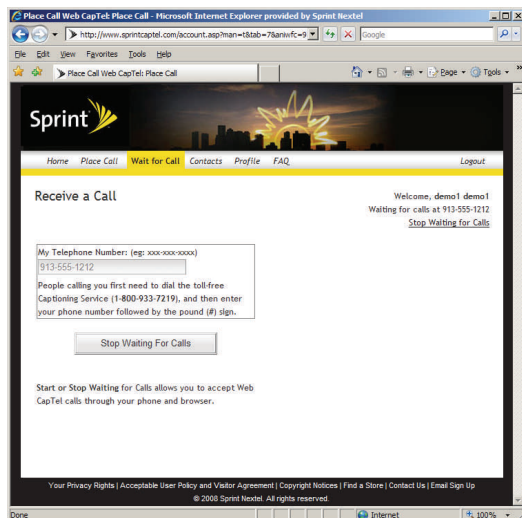 Place Call Web CapTel: Place Call - Microsoft Internet Explorer provided by Sprint Nextel
http://www.sprintcaptel.com/account.asp?man=t&tab=7&aniwfc=9
Google
File Edit View Favorites Tools Help
Place Call Web CapTel: Place Call
Page Tools
Sprint
Home Place Call Wait for Call Contacts Profile FAQ Logout
Receive a Call
Welcome, demo1 demo1
Waiting for calls at 913-555-1212
Stop Waiting for Calls
My Telephone Number: (eg: xxx-xxx-xxxx)
913-555-1212
People calling you first need to dial the toll-free
Captioning Service (1-800-933-7219), and then enter
your phone number followed by the pound (#) sign.
Stop Waiting For Calls
Start or Stop Waiting for Calls allows you to accept Web
CapTel calls through your phone and browser.
Your Privacy Rights | Acceptable User Policy and Visitor Agreement | Copyright Notices | Find a Store | Contact Us | Email Sign Up
© 2008 Sprint Nextel. All rights reserved.
Done Internet 100%